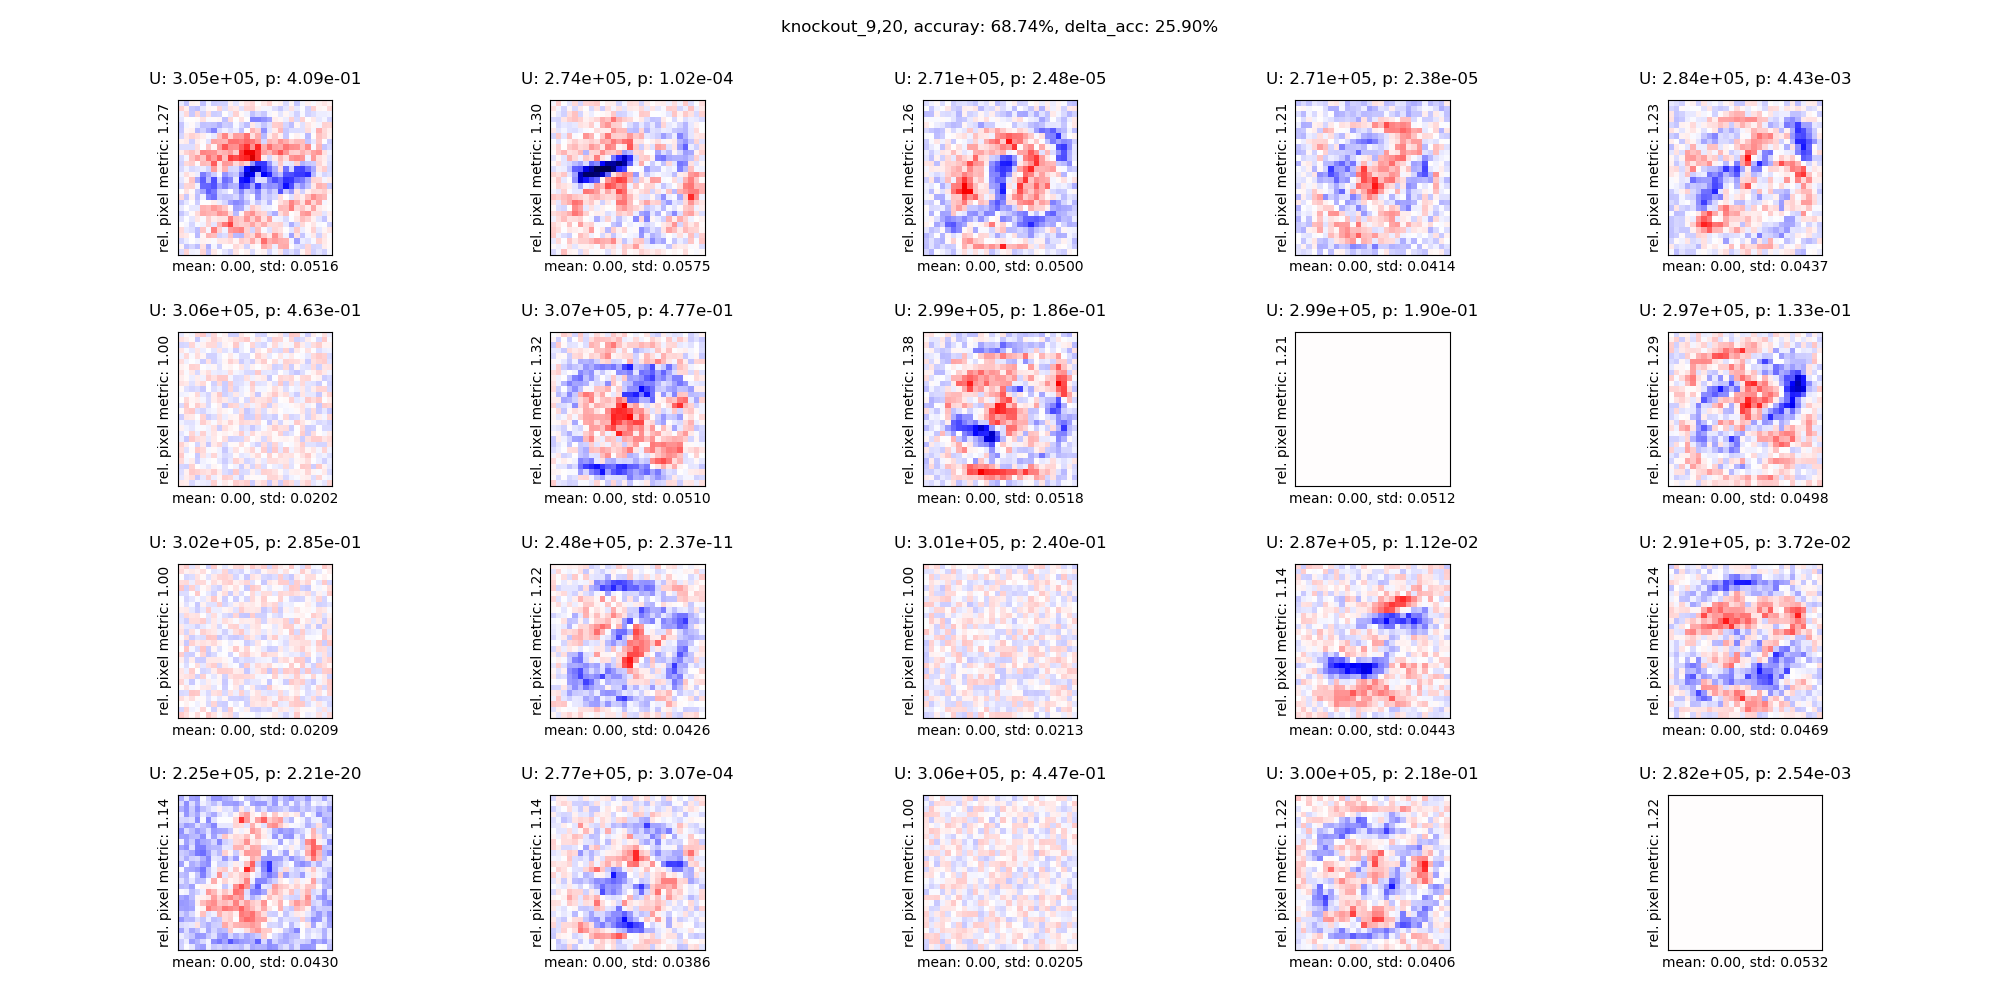 knockout_9,20, accuray: 68.74%, delta_acc: 25.90%
U: 3.05e+05, p: 4.09e-01
rel. pixel metric: 1.27
mean: 0.00, std: 0.0516
U: 2.74e+05, p: 1.02e-04
rel. pixel metric: 1.30
mean: 0.00, std: 0.0575
U: 2.71e+05, p: 2.48e-05
rel. pixel metric: 1.26
mean: 0.00, std: 0.0500
U: 2.71e+05, p: 2.38e-05
rel. pixel metric: 1.21
mean: 0.00, std: 0.0414
U: 2.84e+05, p: 4.43e-03
rel. pixel metric: 1.23
mean: 0.00, std: 0.0437
U: 3.06e+05, p: 4.63e-01
rel. pixel metric: 1.00
mean: 0.00, std: 0.0202
U: 3.07e+05, p: 4.77e-01
rel. pixel metric: 1.32
mean: 0.00, std: 0.0510
U: 2.99e+05, p: 1.86e-01
rel. pixel metric: 1.38
mean: 0.00, std: 0.0518
U: 2.99e+05, p: 1.90e-01
rel. pixel metric: 1.21
mean: 0.00, std: 0.0512
U: 2.97e+05, p: 1.33e-01
rel. pixel metric: 1.29
mean: 0.00, std: 0.0498
U: 3.02e+05, p: 2.85e-01
rel. pixel metric: 1.00
mean: 0.00, std: 0.0209
U: 2.48e+05, p: 2.37e-11
rel. pixel metric: 1.22
mean: 0.00, std: 0.0426
U: 3.01e+05, p: 2.40e-01
rel. pixel metric: 1.00
mean: 0.00, std: 0.0213
U: 2.87e+05, p: 1.12e-02
rel. pixel metric: 1.14
mean: 0.00, std: 0.0443
U: 2.91e+05, p: 3.72e-02
rel. pixel metric: 1.24
mean: 0.00, std: 0.0469
U: 2.25e+05, p: 2.21e-20
rel. pixel metric: 1.14
mean: 0.00, std: 0.0430
U: 2.77e+05, p: 3.07e-04
rel. pixel metric: 1.14
mean: 0.00, std: 0.0386
U: 3.06e+05, p: 4.47e-01
rel. pixel metric: 1.00
mean: 0.00, std: 0.0205
U: 3.00e+05, p: 2.18e-01
rel. pixel metric: 1.22
mean: 0.00, std: 0.0406
U: 2.82e+05, p: 2.54e-03
rel. pixel metric: 1.22
mean: 0.00, std: 0.0532